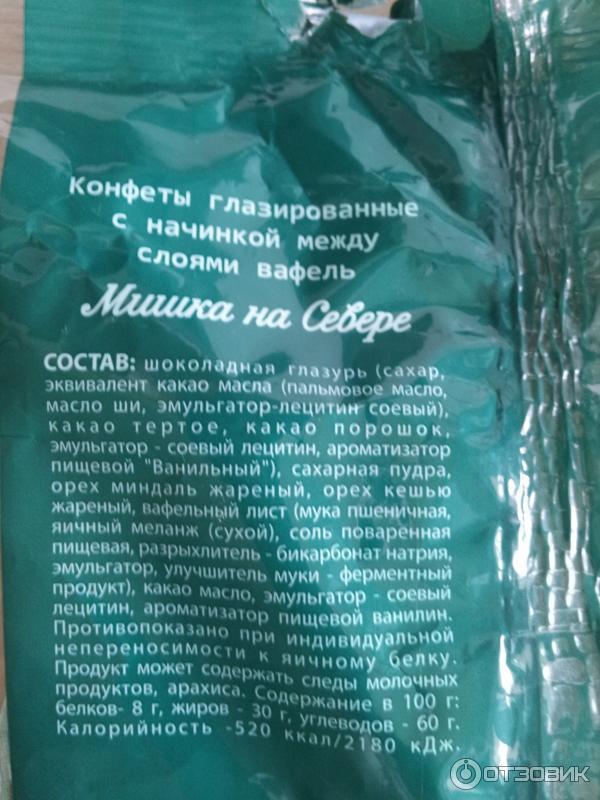 Конфеты глазированные
с начинкой между
слоями вафель
Мишка на Севере
СОСТАВ: шоколадная глазурь (сахар,
эквивалент какао масла (пальмовое масло,
масло ши, эмульгатор-лецитин соевый),
какао тертое, какао порошок,
эмульгатор - соевый лецитин, ароматизатор
пищевой "Ванильный"), сахарная пудра,
орех миндаль жареный, орех кешью
жареный, вафельный лист (мука пшеничная,
яичный меланж (сухой), соль поваренная
пищевая, разрыхлитель - бикарбонат натрия,
эмульгатор, улучшитель муки - ферментный
продукт), какао масло, эмульгатор - соевый
лецитин, ароматизатор пищевой ванилин.
Противопоказано при индивидуальной
непереносимости к яичному белку.
Продукт может содержать следы молочных
продуктов, арахиса. Содержание в 100 г:
белков- 8 г, жиров - 30 г, углеводов - 60 г.
Калорийность -520 ккал/2180 кДж.
ОТЗОВИК